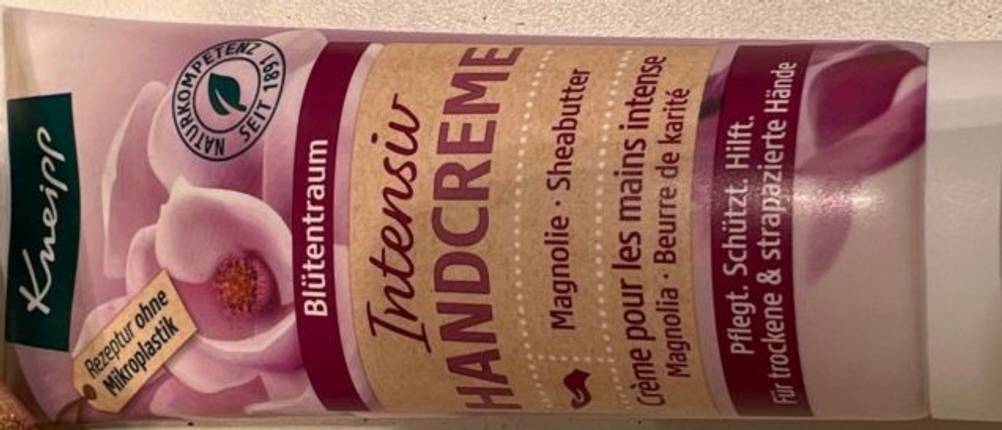 Kneipp
NATURKOMPETENZ
SEIT 1891
Rezeptur ohne
Mikroplastik
Blütentraum
Intensiv
HANDCREME
Magnolie · Sheabutter
Crème pour les mains intense
Magnolia · Beurre de karité
Pflegt. Schützt. Hilft.
Für trockene & strapazierte Hände